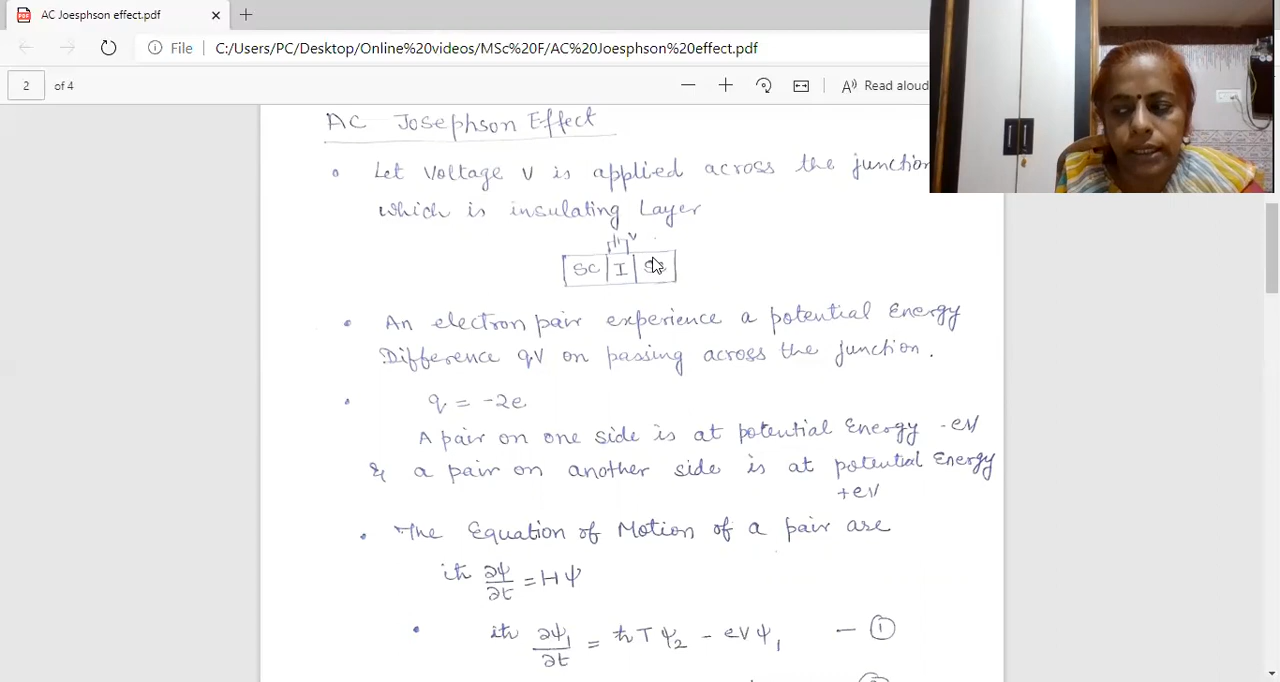 AC Joesphson effect.pdf
File C:/Users/PC/Desktop/Online%20videos/MSc%20F/AC%20Joesphson%20effect.pdf
2 of 4 Read aloud
AC Josephson Effect
Let Voltage V is applied across the junction
which is insulating Layer
V
SC I
An electron pair experience a potential Energy
Difference qV on passing across the junction.
q = -2e
A pair on one side is at potential Energy -eV
& a pair on another side is at potential Energy
+eV
The Equation of Motion of a pair are
iħ ∂ψ/∂t = Hψ
iħ ∂ψ₁/∂t = ħTψ₂ - eVψ₁ — ①